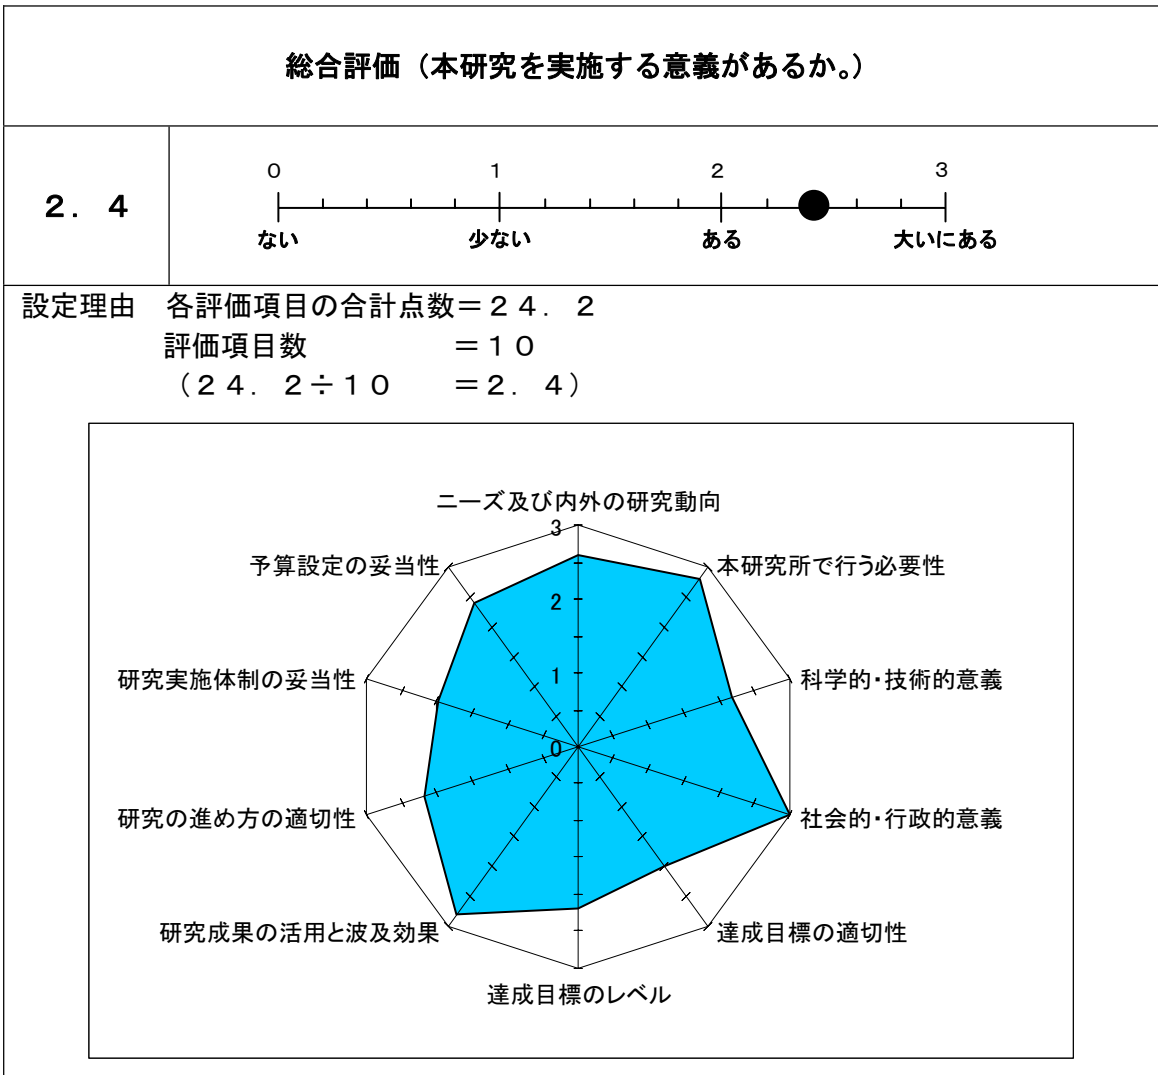 総合評価（本研究を実施する意義があるか。）
２．４
0 1 2 3
ない 少ない ある 大いにある
設定理由 各評価項目の合計点数＝２４．２
評価項目数 ＝１０
（２４．２÷１０ ＝２．４）
ニーズ及び内外の研究動向
3
予算設定の妥当性
本研究所で行う必要性
2
研究実施体制の妥当性
科学的・技術的意義
1
0
研究の進め方の適切性
社会的・行政的意義
研究成果の活用と波及効果
達成目標の適切性
達成目標のレベル